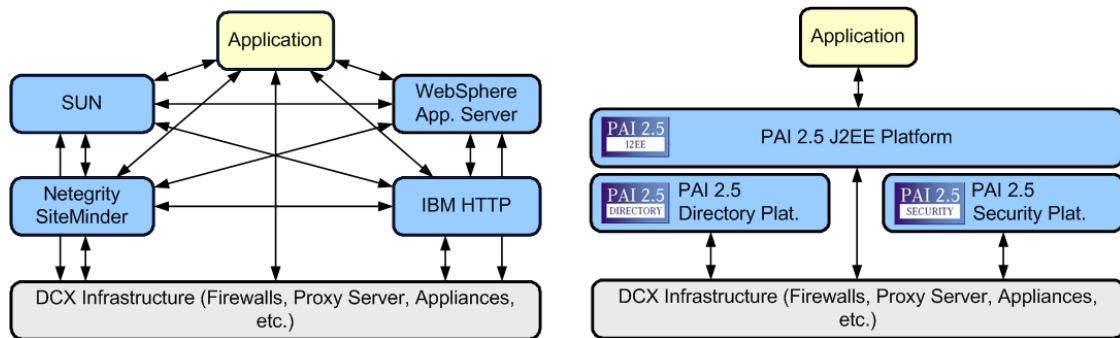 Application
SUN
WebSphere
App. Server
Netegrity
SiteMinder
IBM HTTP
DCX Infrastructure (Firewalls, Proxy Server, Appliances,
etc.)
Application
PAI 2.5
J2EE
PAI 2.5 J2EE Platform
PAI 2.5
DIRECTORY
PAI 2.5
Directory Plat.
PAI 2.5
SECURITY
PAI 2.5
Security Plat.
DCX Infrastructure (Firewalls, Proxy Server, Appliances,
etc.)